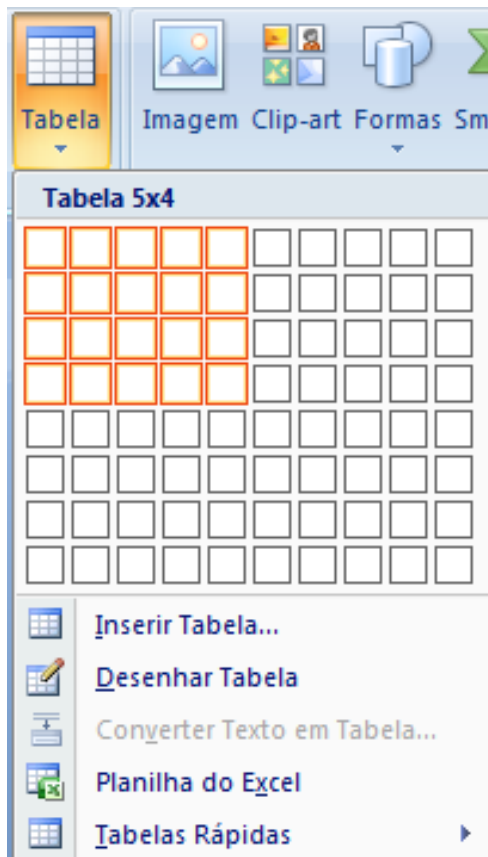 Tabela Imagem Clip-art Formas Sm
Tabela 5x4
Inserir Tabela...
Desenhar Tabela
Converter Texto em Tabela...
Planilha do Excel
Tabelas Rápidas